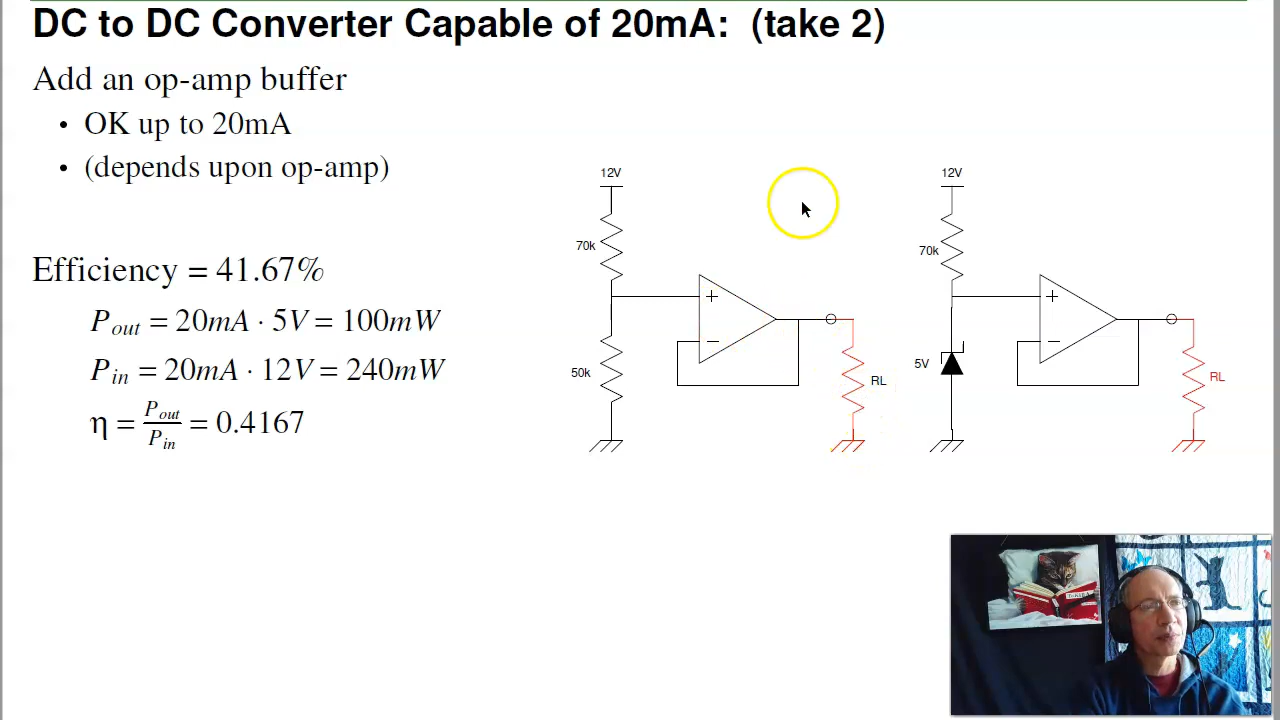 DC to DC Converter Capable of 20mA: (take 2)
Add an op-amp buffer
• OK up to 20mA
• (depends upon op-amp)
Efficiency = 41.67%
P_out = 20mA · 5V = 100mW
P_in = 20mA · 12V = 240mW
η = P_out / P_in = 0.4167
12V
70k
50k
+
−
RL
12V
70k
5V
+
−
RL